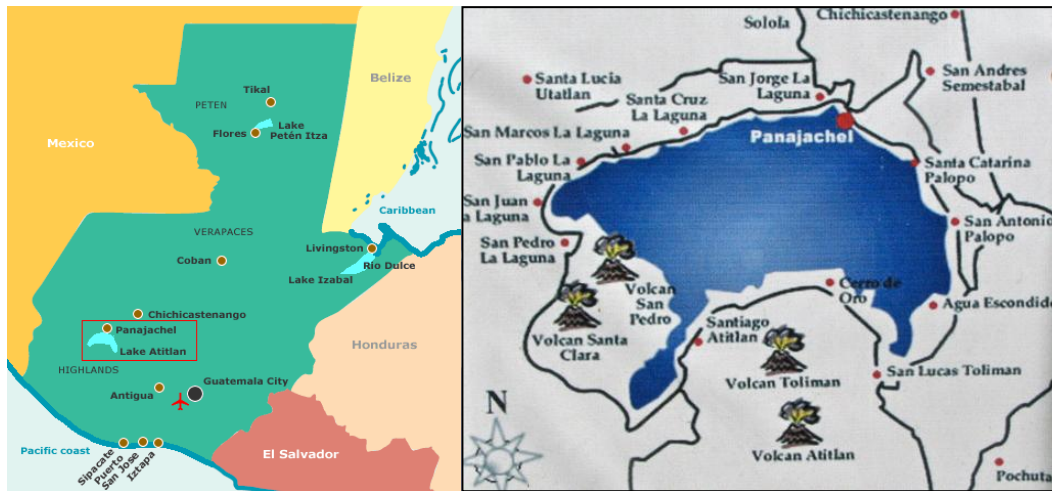 Mexico
Belize
Tikal
PETEN
Lake
Petén Itza
Flores
Caribbean
VERAPACES
Livingston
Coban
Rio Dulce
Lake Izabal
Chichicastenango
Panajachel
Lake Atitlan
Honduras
HIGHLANDS
Guatemala City
Antigua
Pacific coast
El Salvador
Sipacate
Puerto
San Jose
Iztapa
Solola
Chichicastenango
Santa Lucia
Utatlan
San Jorge La
Laguna
San Andres
Semestabal
Santa Cruz
La Laguna
San Marcos La Laguna
Panajachel
San Pablo La
Laguna
Santa Catarina
Palopo
San Juan
a Laguna
San Antonio
Palopo
San Pedro
La Laguna
Volcan
San
Pedro
Cerro de
Oro
Agua Escondido
Volcan Santa
Clara
Santiago
Atitlan
Volcan Toliman
San Lucas Toliman
N
Volcan Atitlan
Pochuta